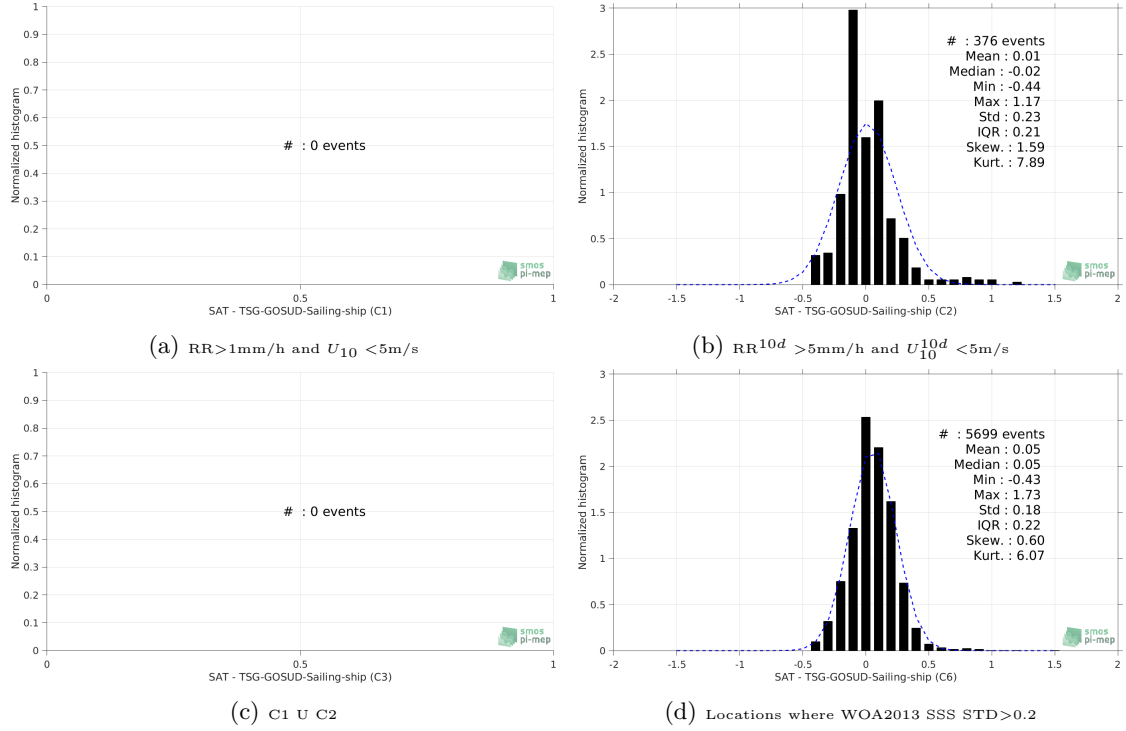 1
0.9
0.8
0.7
0.6
0.5
0.4
0.3
0.2
0.1
0
Normalized histogram
# : 0 events
smos
pi-mep
0 0.5 1
SAT - TSG-GOSUD-Sailing-ship (C1)
(a) RR>1mm/h and U10 <5m/s
3
2.5
2
1.5
1
0.5
0
Normalized histogram
# : 376 events
Mean : 0.01
Median : -0.02
Min : -0.44
Max : 1.17
Std : 0.23
IQR : 0.21
Skew. : 1.59
Kurt. : 7.89
smos
pi-mep
-2 -1.5 -1 -0.5 0 0.5 1 1.5 2
SAT - TSG-GOSUD-Sailing-ship (C2)
(b) RR^10d >5mm/h and U_10^10d <5m/s
1
0.9
0.8
0.7
0.6
0.5
0.4
0.3
0.2
0.1
0
Normalized histogram
# : 0 events
smos
pi-mep
0 0.5 1
SAT - TSG-GOSUD-Sailing-ship (C3)
(c) C1 U C2
3
2.5
2
1.5
1
0.5
0
Normalized histogram
# : 5699 events
Mean : 0.05
Median : 0.05
Min : -0.43
Max : 1.73
Std : 0.18
IQR : 0.22
Skew. : 0.60
Kurt. : 6.07
smos
pi-mep
-2 -1.5 -1 -0.5 0 0.5 1 1.5 2
SAT - TSG-GOSUD-Sailing-ship (C6)
(d) Locations where WOA2013 SSS STD>0.2